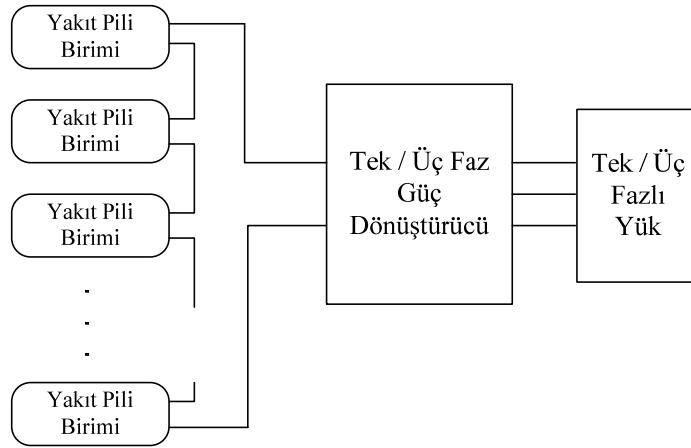 Yakıt Pili
Birimi
Yakıt Pili
Birimi
Yakıt Pili
Birimi
Yakıt Pili
Birimi
Tek / Üç Faz
Güç
Dönüştürücü
Tek / Üç
Fazlı
Yük